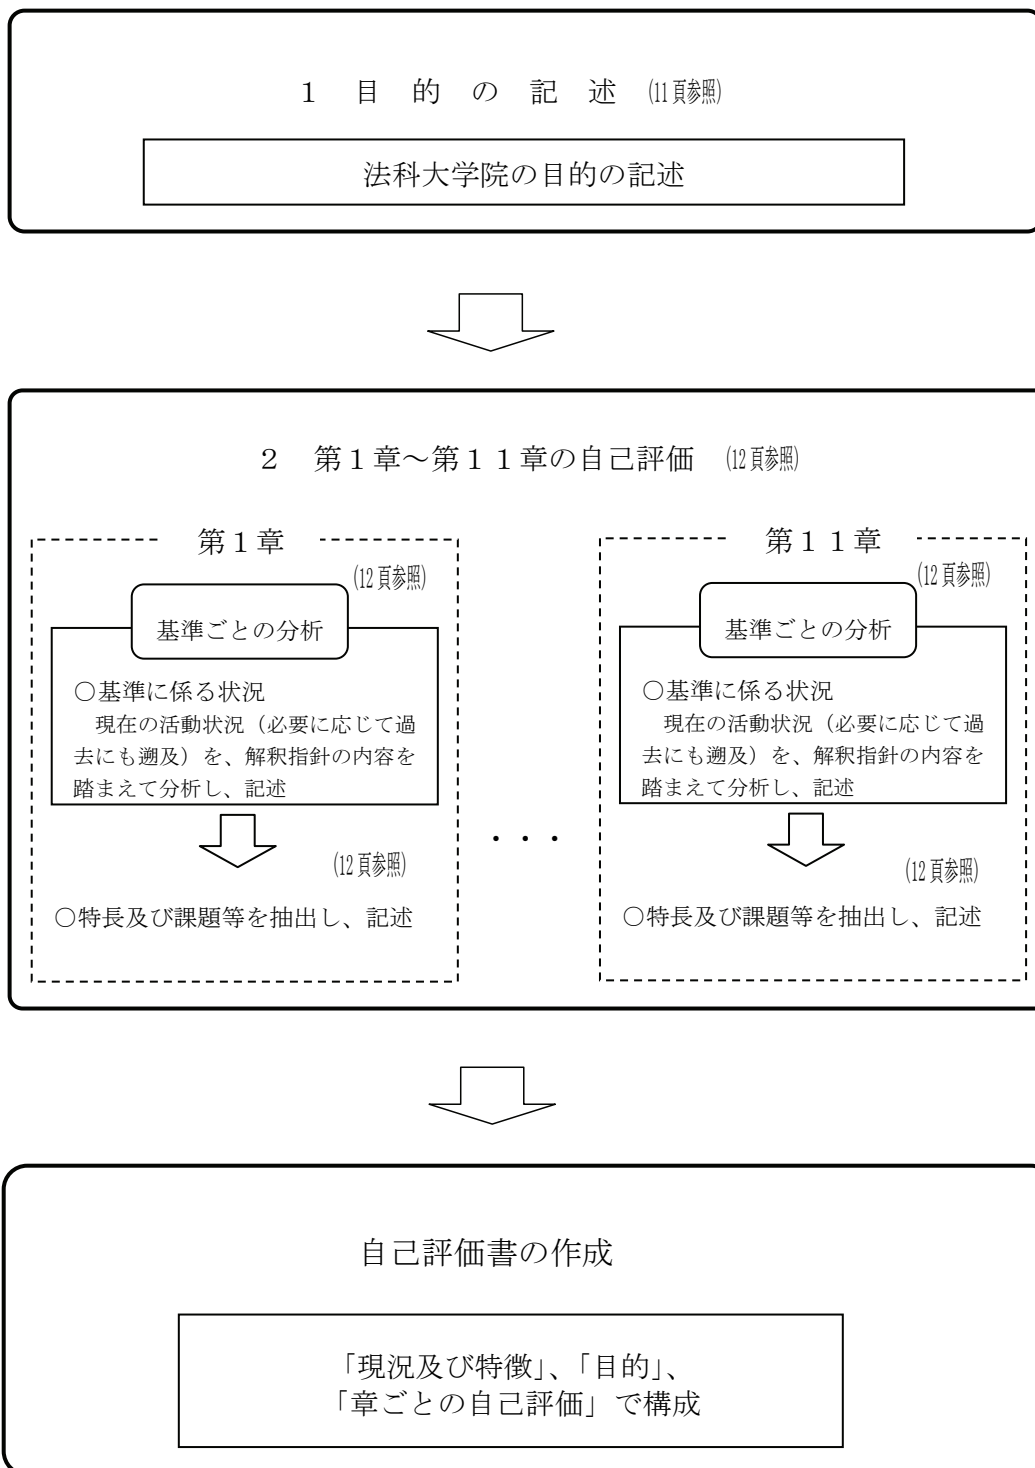 １　目　的　の　記　述　(11頁参照)
法科大学院の目的の記述
２　第１章～第１１章の自己評価　(12頁参照)
第１章
(12頁参照)
基準ごとの分析
○基準に係る状況
　現在の活動状況（必要に応じて過
去にも遡及）を、解釈指針の内容を
踏まえて分析し、記述
(12頁参照)
○特長及び課題等を抽出し、記述
・・・
第１１章
(12頁参照)
基準ごとの分析
○基準に係る状況
　現在の活動状況（必要に応じて過
去にも遡及）を、解釈指針の内容を
踏まえて分析し、記述
(12頁参照)
○特長及び課題等を抽出し、記述
自己評価書の作成
「現況及び特徴」、「目的」、
「章ごとの自己評価」で構成